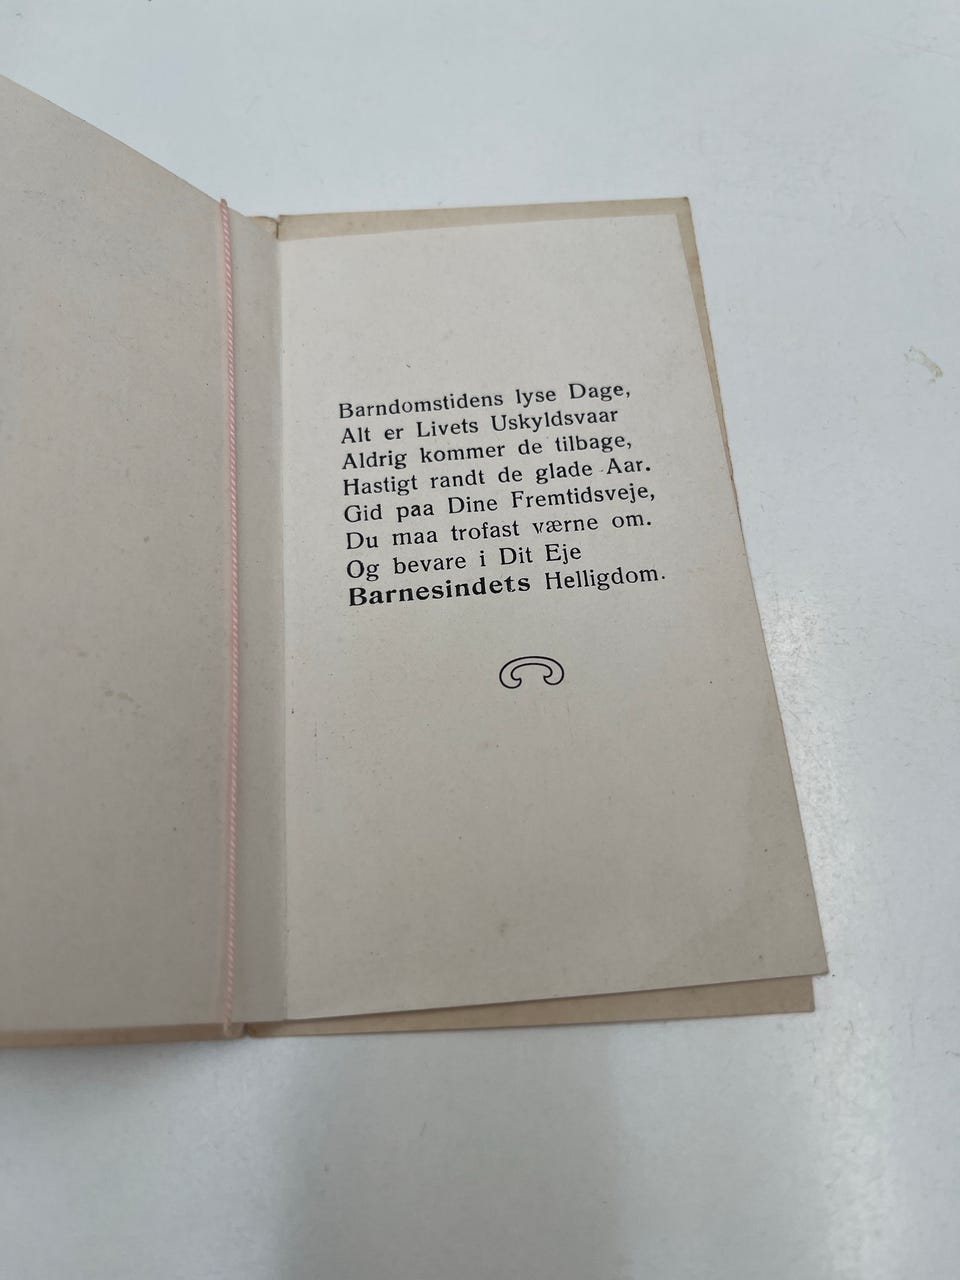 Barndomstidens lyse Dage,
Alt er Livets Uskyldsvaar
Aldrig kommer de tilbage,
Hastigt randt de glade Aar.
Gid paa Dine Fremtidsveje,
Du maa trofast værne om.
Og bevare i Dit Eje
Barnesindets Helligdom.